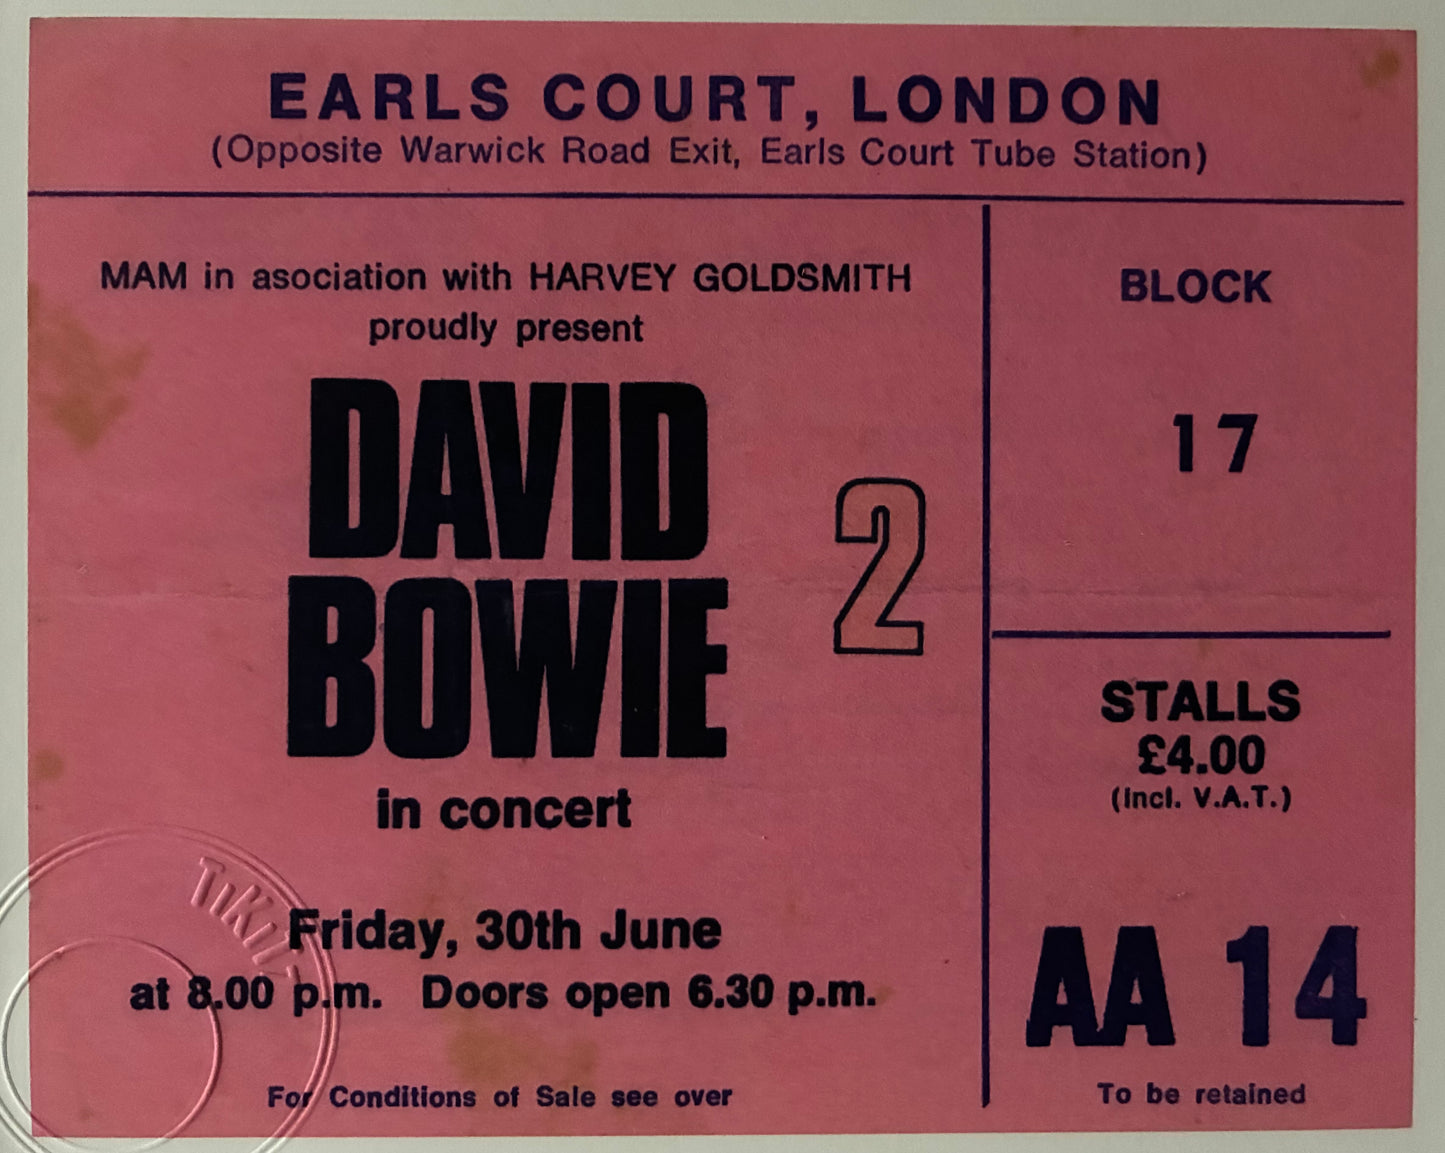 EARLS COURT, LONDON
(Opposite Warwick Road Exit, Earls Court Tube Station)
MAM in asociation with HARVEY GOLDSMITH
proudly present
DAVID
BOWIE
2
in concert
Friday, 30th June
at 8.00 p.m. Doors open 6.30 p.m.
For Conditions of Sale see over
BLOCK
17
STALLS
£4.00
(Incl. V.A.T.)
AA 14
To be retained